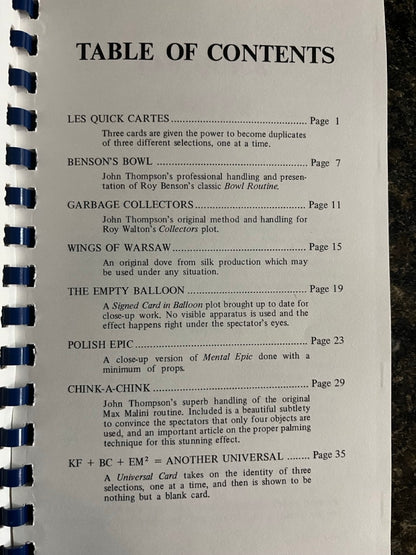 TABLE OF CONTENTS
LES QUICK CARTES .......................................... Page 1
Three cards are given the power to become duplicates
of three different selections, one at a time.
BENSON'S BOWL .......................................... Page 7
John Thompson's professional handling and presen-
tation of Roy Benson's classic Bowl Routine.
GARBAGE COLLECTORS .................................. Page 11
John Thompson's original method and handling for
Roy Walton's Collectors plot.
WINGS OF WARSAW .......................................... Page 15
An original dove from silk production which may
be used under any situation.
THE EMPTY BALLOON ...................................... Page 19
A Signed Card in Balloon plot brought up to date for
close-up work. No visible apparatus is used and the
effect happens right under the spectator's eyes.
POLISH EPIC .................................................... Page 23
A close-up version of Mental Epic done with a
minimum of props.
CHINK-A-CHINK ................................................ Page 29
John Thompson's superb handling of the original
Max Malini routine. Included is a beautiful subtlety
to convince the spectators that only four objects are
used, and an important article on the proper palming
technique for this stunning effect.
KF + BC + EM² = ANOTHER UNIVERSAL ........ Page 35
A Universal Card takes on the identity of three
selections, one at a time, and then is shown to be
nothing but a blank card.